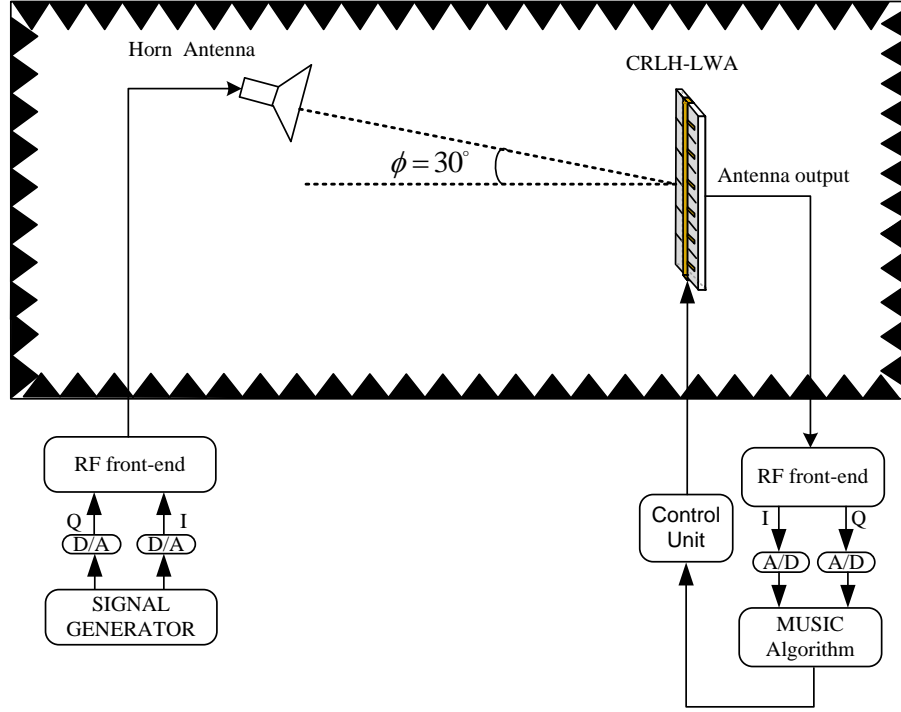 Horn Antenna
CRLH-LWA
ϕ = 30°
Antenna output
RF front-end
Q
I
D/A
D/A
SIGNAL
GENERATOR
Control
Unit
RF front-end
I
Q
A/D
A/D
MUSIC
Algorithm